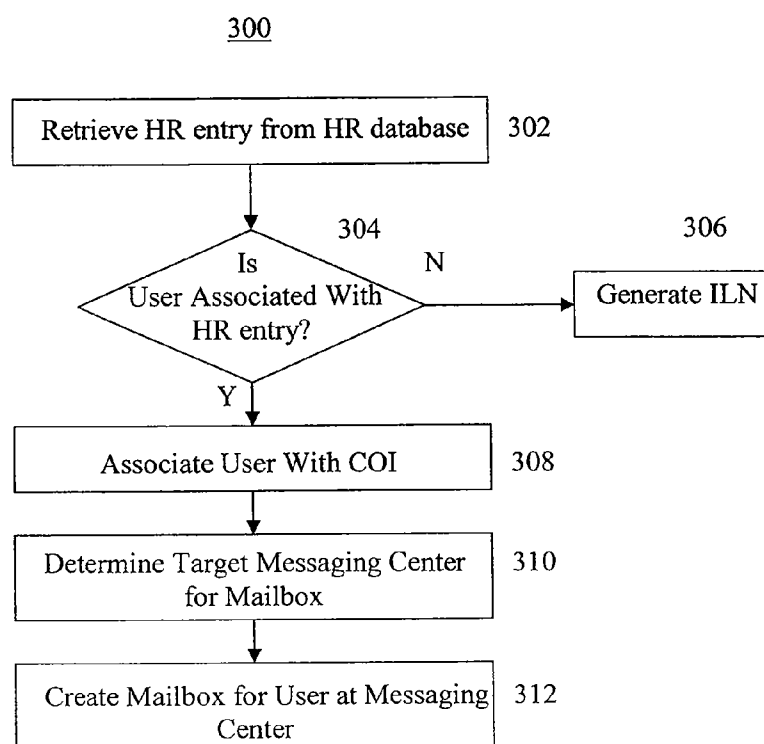 300
Retrieve HR entry from HR database
302
304
306
Is
User Associated With
HR entry?
N
Generate ILN
Y
Associate User With COI
308
Determine Target Messaging Center
for Mailbox
310
Create Mailbox for User at Messaging
Center
312